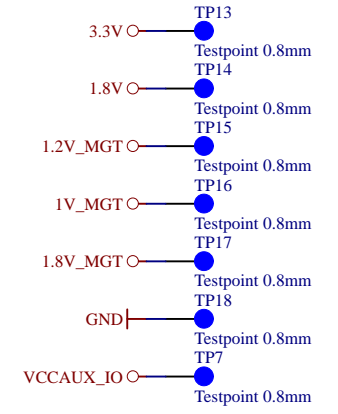 TP13
3.3V
Testpoint 0.8mm
TP14
1.8V
Testpoint 0.8mm
TP15
1.2V_MGT
Testpoint 0.8mm
TP16
1V_MGT
Testpoint 0.8mm
TP17
1.8V_MGT
Testpoint 0.8mm
TP18
GND
Testpoint 0.8mm
TP7
VCCAUX_IO
Testpoint 0.8mm